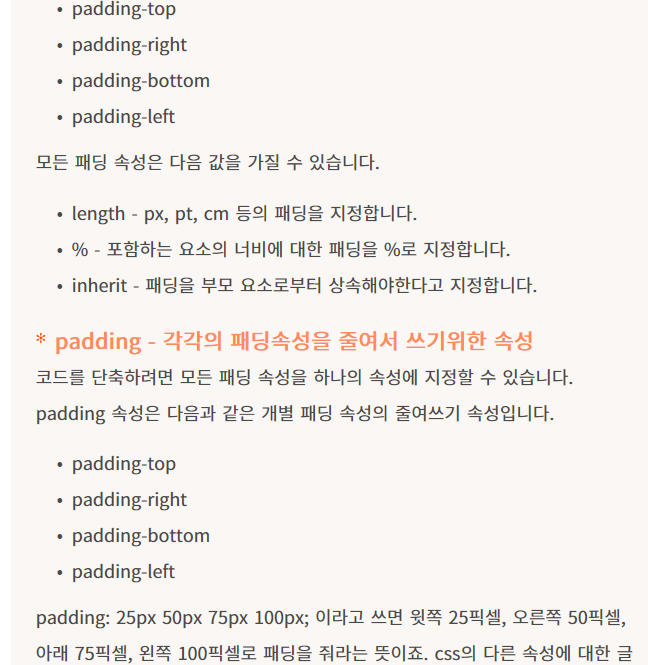 • padding-top
• padding-right
• padding-bottom
• padding-left
모든 패딩 속성은 다음 값을 가질 수 있습니다.
• length - px, pt, cm 등의 패딩을 지정합니다.
• % - 포함하는 요소의 너비에 대한 패딩을 %로 지정합니다.
• inherit - 패딩을 부모 요소로부터 상속해야한다고 지정합니다.
* padding - 각각의 패딩속성을 줄여서 쓰기위한 속성
코드를 단축하려면 모든 패딩 속성을 하나의 속성에 지정할 수 있습니다.
padding 속성은 다음과 같은 개별 패딩 속성의 줄여쓰기 속성입니다.
• padding-top
• padding-right
• padding-bottom
• padding-left
padding: 25px 50px 75px 100px; 이라고 쓰면 윗쪽 25픽셀, 오른쪽 50픽셀,
아래 75픽셀, 왼쪽 100픽셀로 패딩을 줘라는 뜻이죠. css의 다른 속성에 대한 글